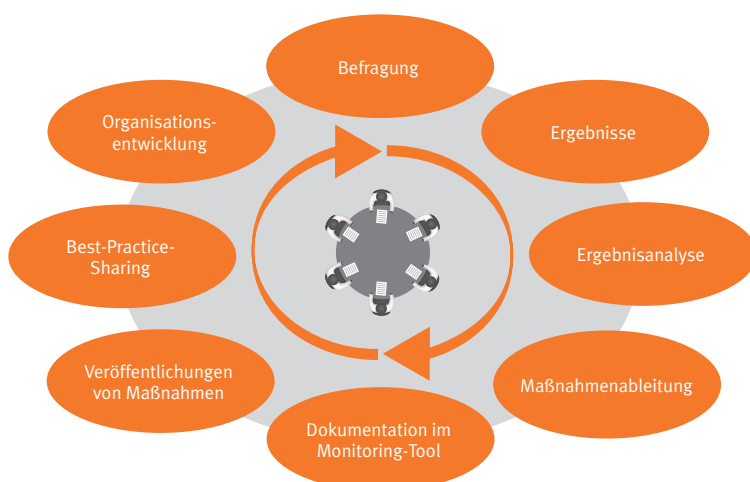 Befragung
Ergebnisse
Ergebnisanalyse
Maßnahmenableitung
Dokumentation im
Monitoring-Tool
Veröffentlichungen
von Maßnahmen
Best-Practice-
Sharing
Organisations-
entwicklung